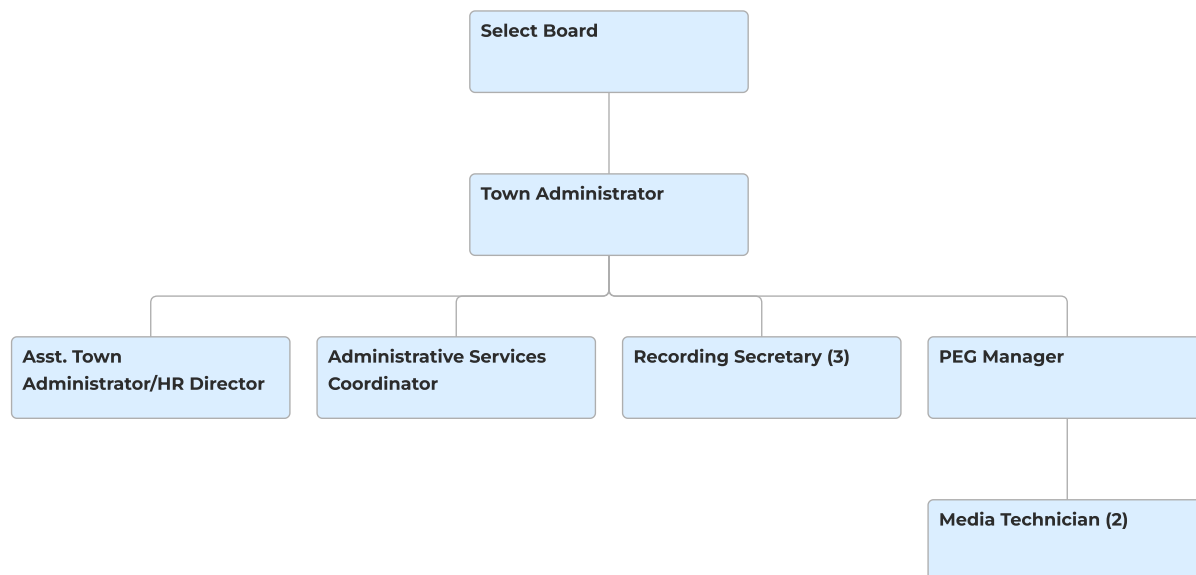 Select Board
Town Administrator
Asst. Town
Administrator/HR Director
Administrative Services
Coordinator
Recording Secretary (3)
PEG Manager
Media Technician (2)